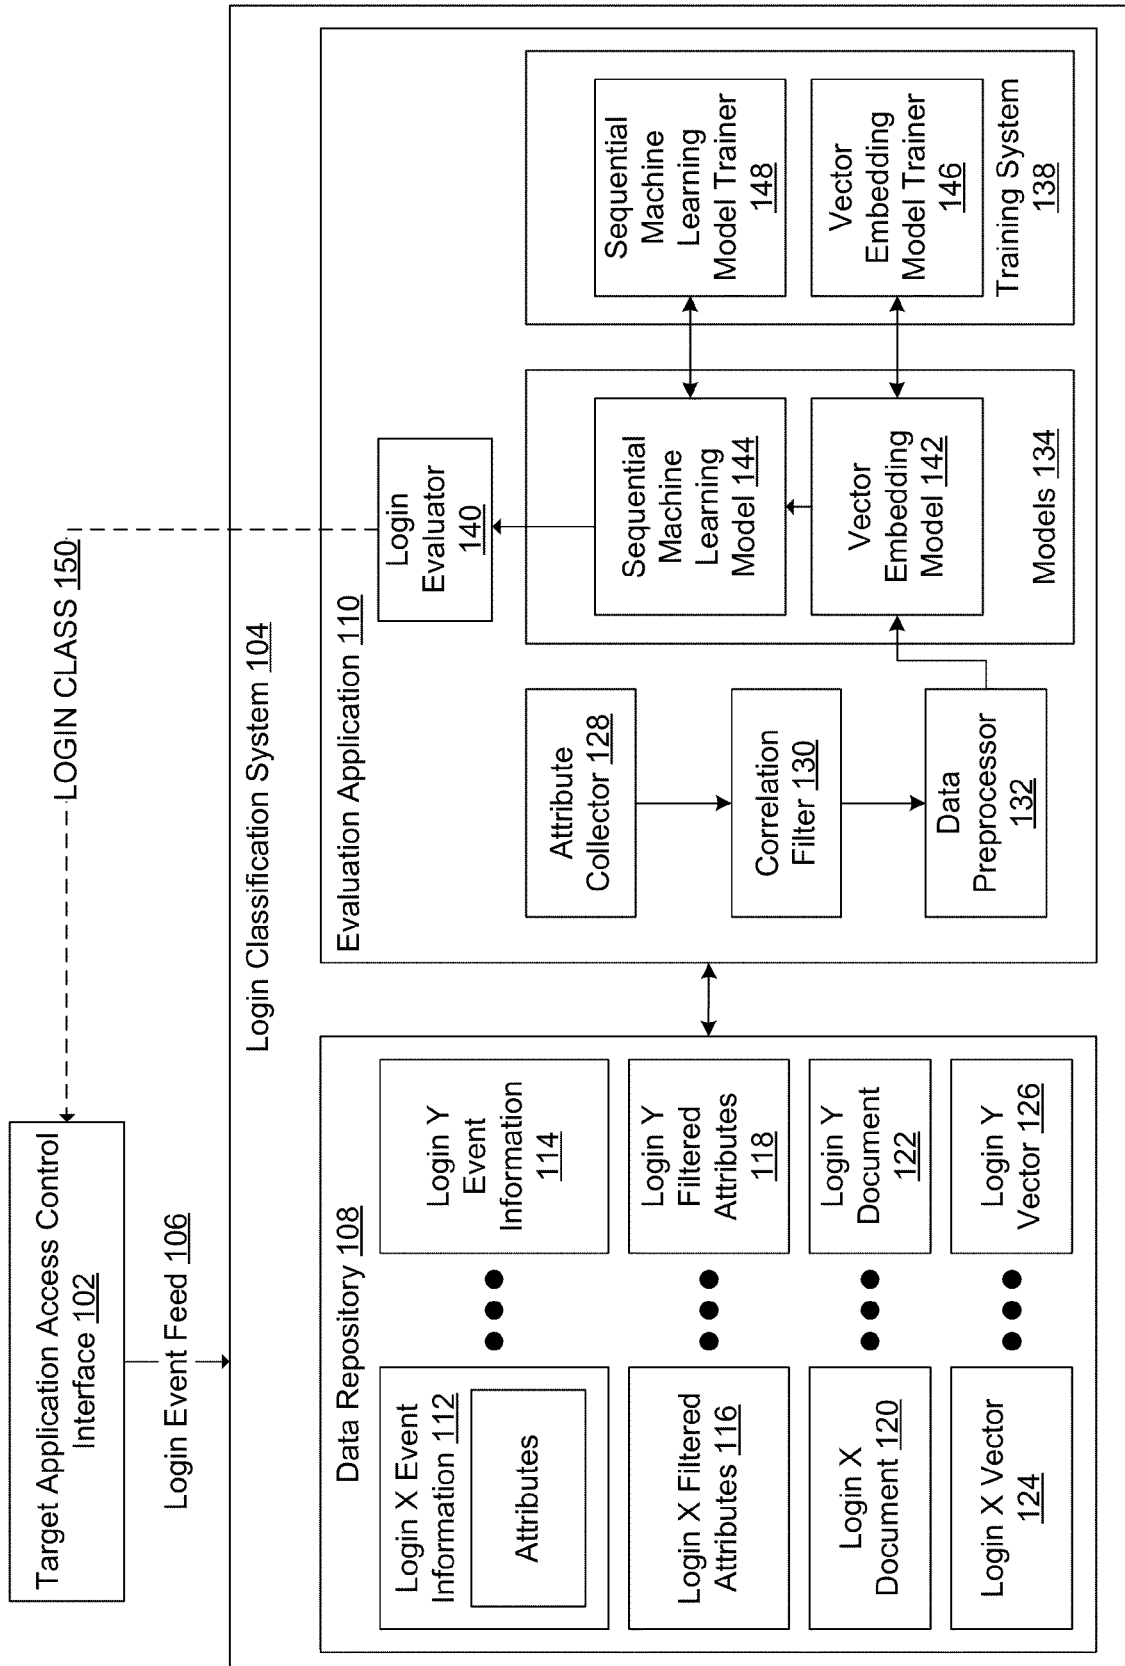 Target Application Access Control
Interface 102
Login Event Feed 106
LOGIN CLASS 150
Login Classification System 104
Data Repository 108
Login X Event
Information 112
Attributes
Login Y
Event
Information
114
Login X Filtered
Attributes 116
Login Y
Filtered
Attributes
118
Login X
Document 120
Login Y
Document
122
Login X Vector
124
Login Y
Vector 126
Evaluation Application 110
Attribute
Collector 128
Correlation
Filter 130
Data
Preprocessor
132
Login
Evaluator
140
Sequential
Machine
Learning
Model 144
Vector
Embedding
Model 142
Models 134
Sequential
Machine
Learning
Model Trainer
148
Vector
Embedding
Model Trainer
146
Training System
138